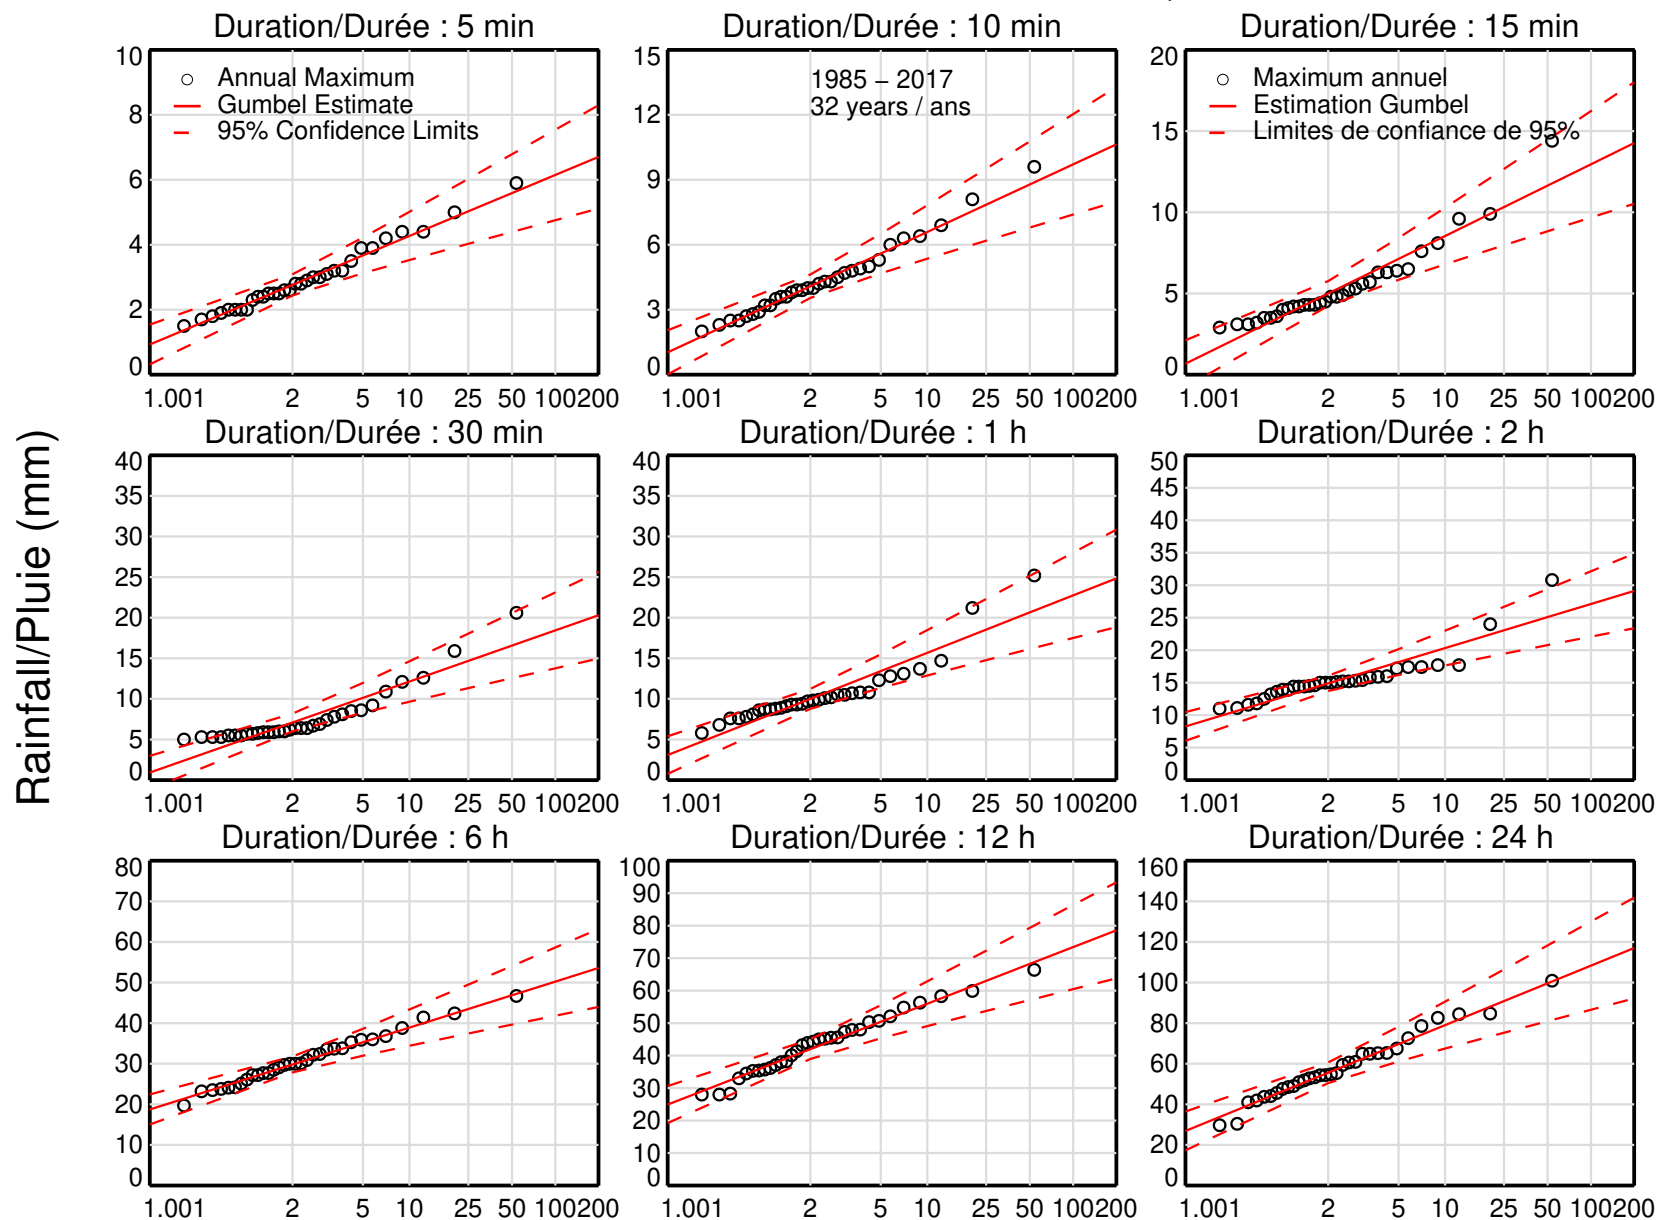 Duration/Durée : 5 min
10
8
6
4
2
0
1.001 2 5 10 25 50 100200
○ Annual Maximum
Gumbel Estimate
95% Confidence Limits
Duration/Durée : 10 min
15
12
9
6
3
0
1.001 2 5 10 25 50 100200
1985 – 2017
32 years / ans
Duration/Durée : 15 min
20
15
10
5
0
1.001 2 5 10 25 50 100200
○ Maximum annuel
Estimation Gumbel
Limites de confiance de 95%
Rainfall/Pluie (mm)
Duration/Durée : 30 min
40
35
30
25
20
15
10
5
0
1.001 2 5 10 25 50 100200
Duration/Durée : 1 h
40
35
30
25
20
15
10
5
0
1.001 2 5 10 25 50 100200
Duration/Durée : 2 h
50
45
40
35
30
25
20
15
10
5
0
1.001 2 5 10 25 50 100200
Duration/Durée : 6 h
80
70
60
50
40
30
20
10
0
1.001 2 5 10 25 50 100200
Duration/Durée : 12 h
100
90
80
70
60
50
40
30
20
10
0
1.001 2 5 10 25 50 100200
Duration/Durée : 24 h
160
140
120
100
80
60
40
20
0
1.001 2 5 10 25 50 100200